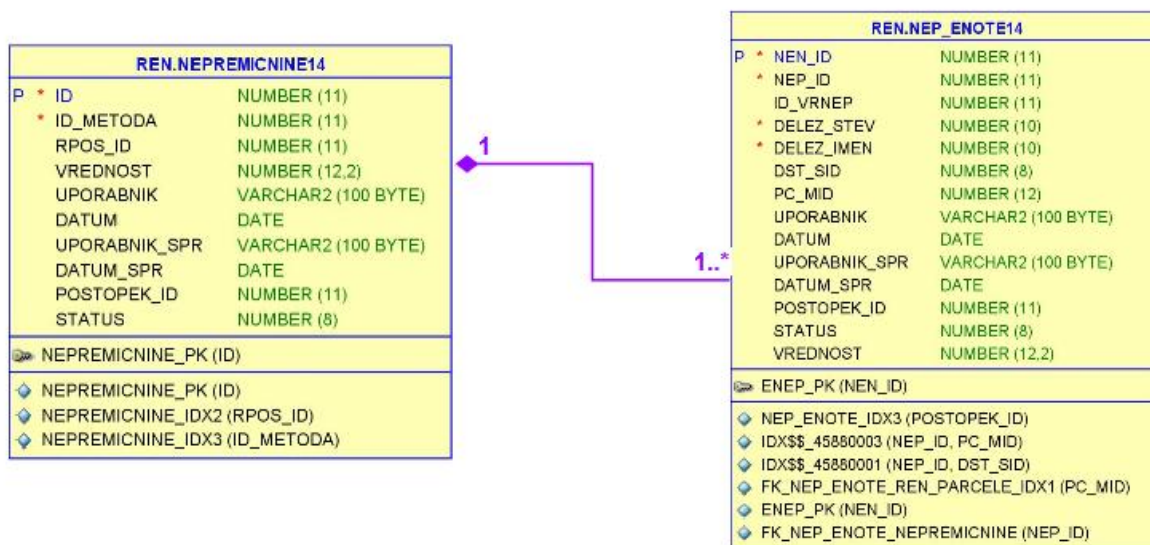 REN.NEPREMICNINE14
P * ID NUMBER (11)
* ID_METODA NUMBER (11)
RPOS_ID NUMBER (11)
VREDNOST NUMBER (12,2)
UPORABNIK VARCHAR2 (100 BYTE)
DATUM DATE
UPORABNIK_SPR VARCHAR2 (100 BYTE)
DATUM_SPR DATE
POSTOPEK_ID NUMBER (11)
STATUS NUMBER (8)
NEPREMICNINE_PK (ID)
NEPREMICNINE_PK (ID)
NEPREMICNINE_IDX2 (RPOS_ID)
NEPREMICNINE_IDX3 (ID_METODA)
1
1..*
REN.NEP_ENOTE14
P * NEN_ID NUMBER (11)
* NEP_ID NUMBER (11)
ID_VRNEP NUMBER (11)
* DELEZ_STEV NUMBER (10)
* DELEZ_IMEN NUMBER (10)
DST_SID NUMBER (8)
PC_MID NUMBER (12)
UPORABNIK VARCHAR2 (100 BYTE)
DATUM DATE
UPORABNIK_SPR VARCHAR2 (100 BYTE)
DATUM_SPR DATE
POSTOPEK_ID NUMBER (11)
STATUS NUMBER (8)
VREDNOST NUMBER (12,2)
ENEP_PK (NEN_ID)
NEP_ENOTE_IDX3 (POSTOPEK_ID)
IDX$$_45880003 (NEP_ID, PC_MID)
IDX$$_45880001 (NEP_ID, DST_SID)
FK_NEP_ENOTE_REN_PARCELE_IDX1 (PC_MID)
ENEP_PK (NEN_ID)
FK_NEP_ENOTE_NEPREMICNINE (NEP_ID)